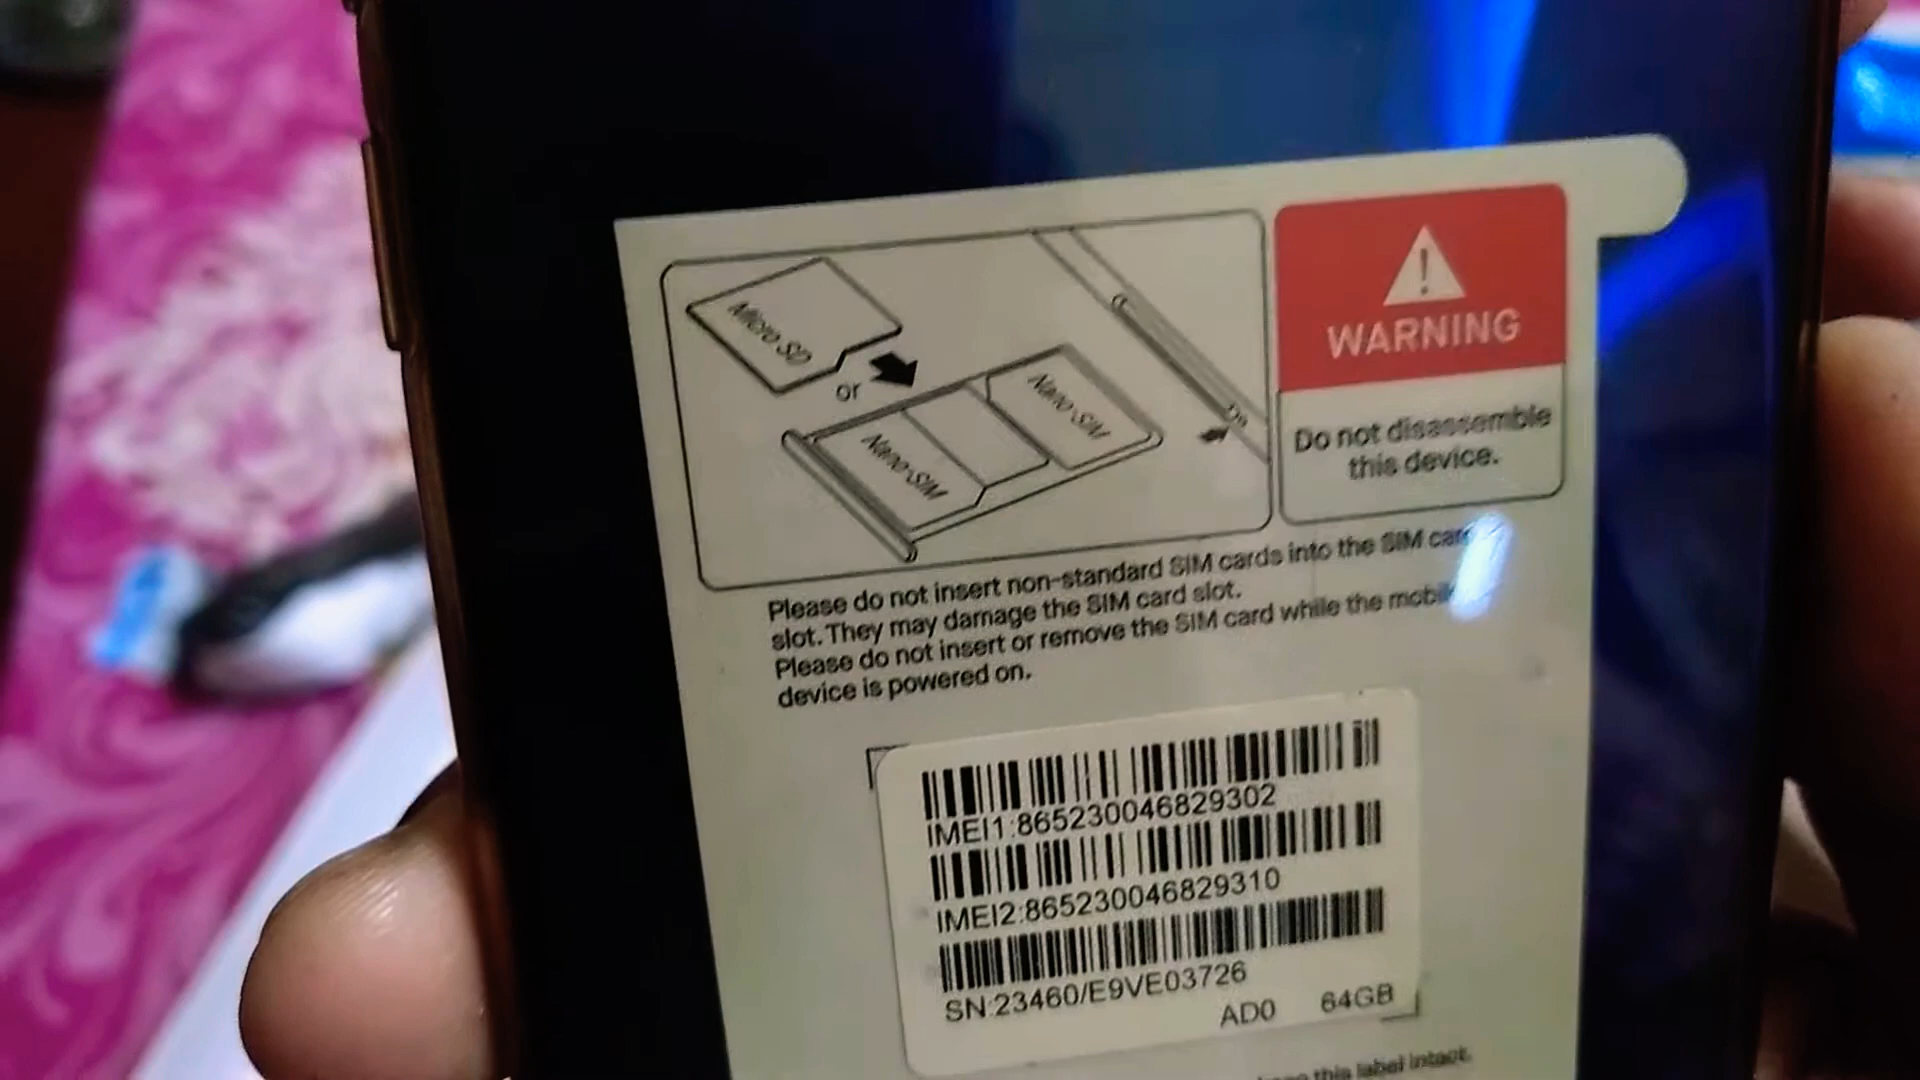 Micro SD
or
Nano-SIM
Nano-SIM
WARNING
Do not disassemble
this device.
Please do not insert non-standard SIM cards into the SIM card
slot. They may damage the SIM card slot.
Please do not insert or remove the SIM card while the mobile
device is powered on.
IMEI1:865230046829302
IMEI2:865230046829310
SN:23460/E9VE03726
AD0 64GB
this label intact.